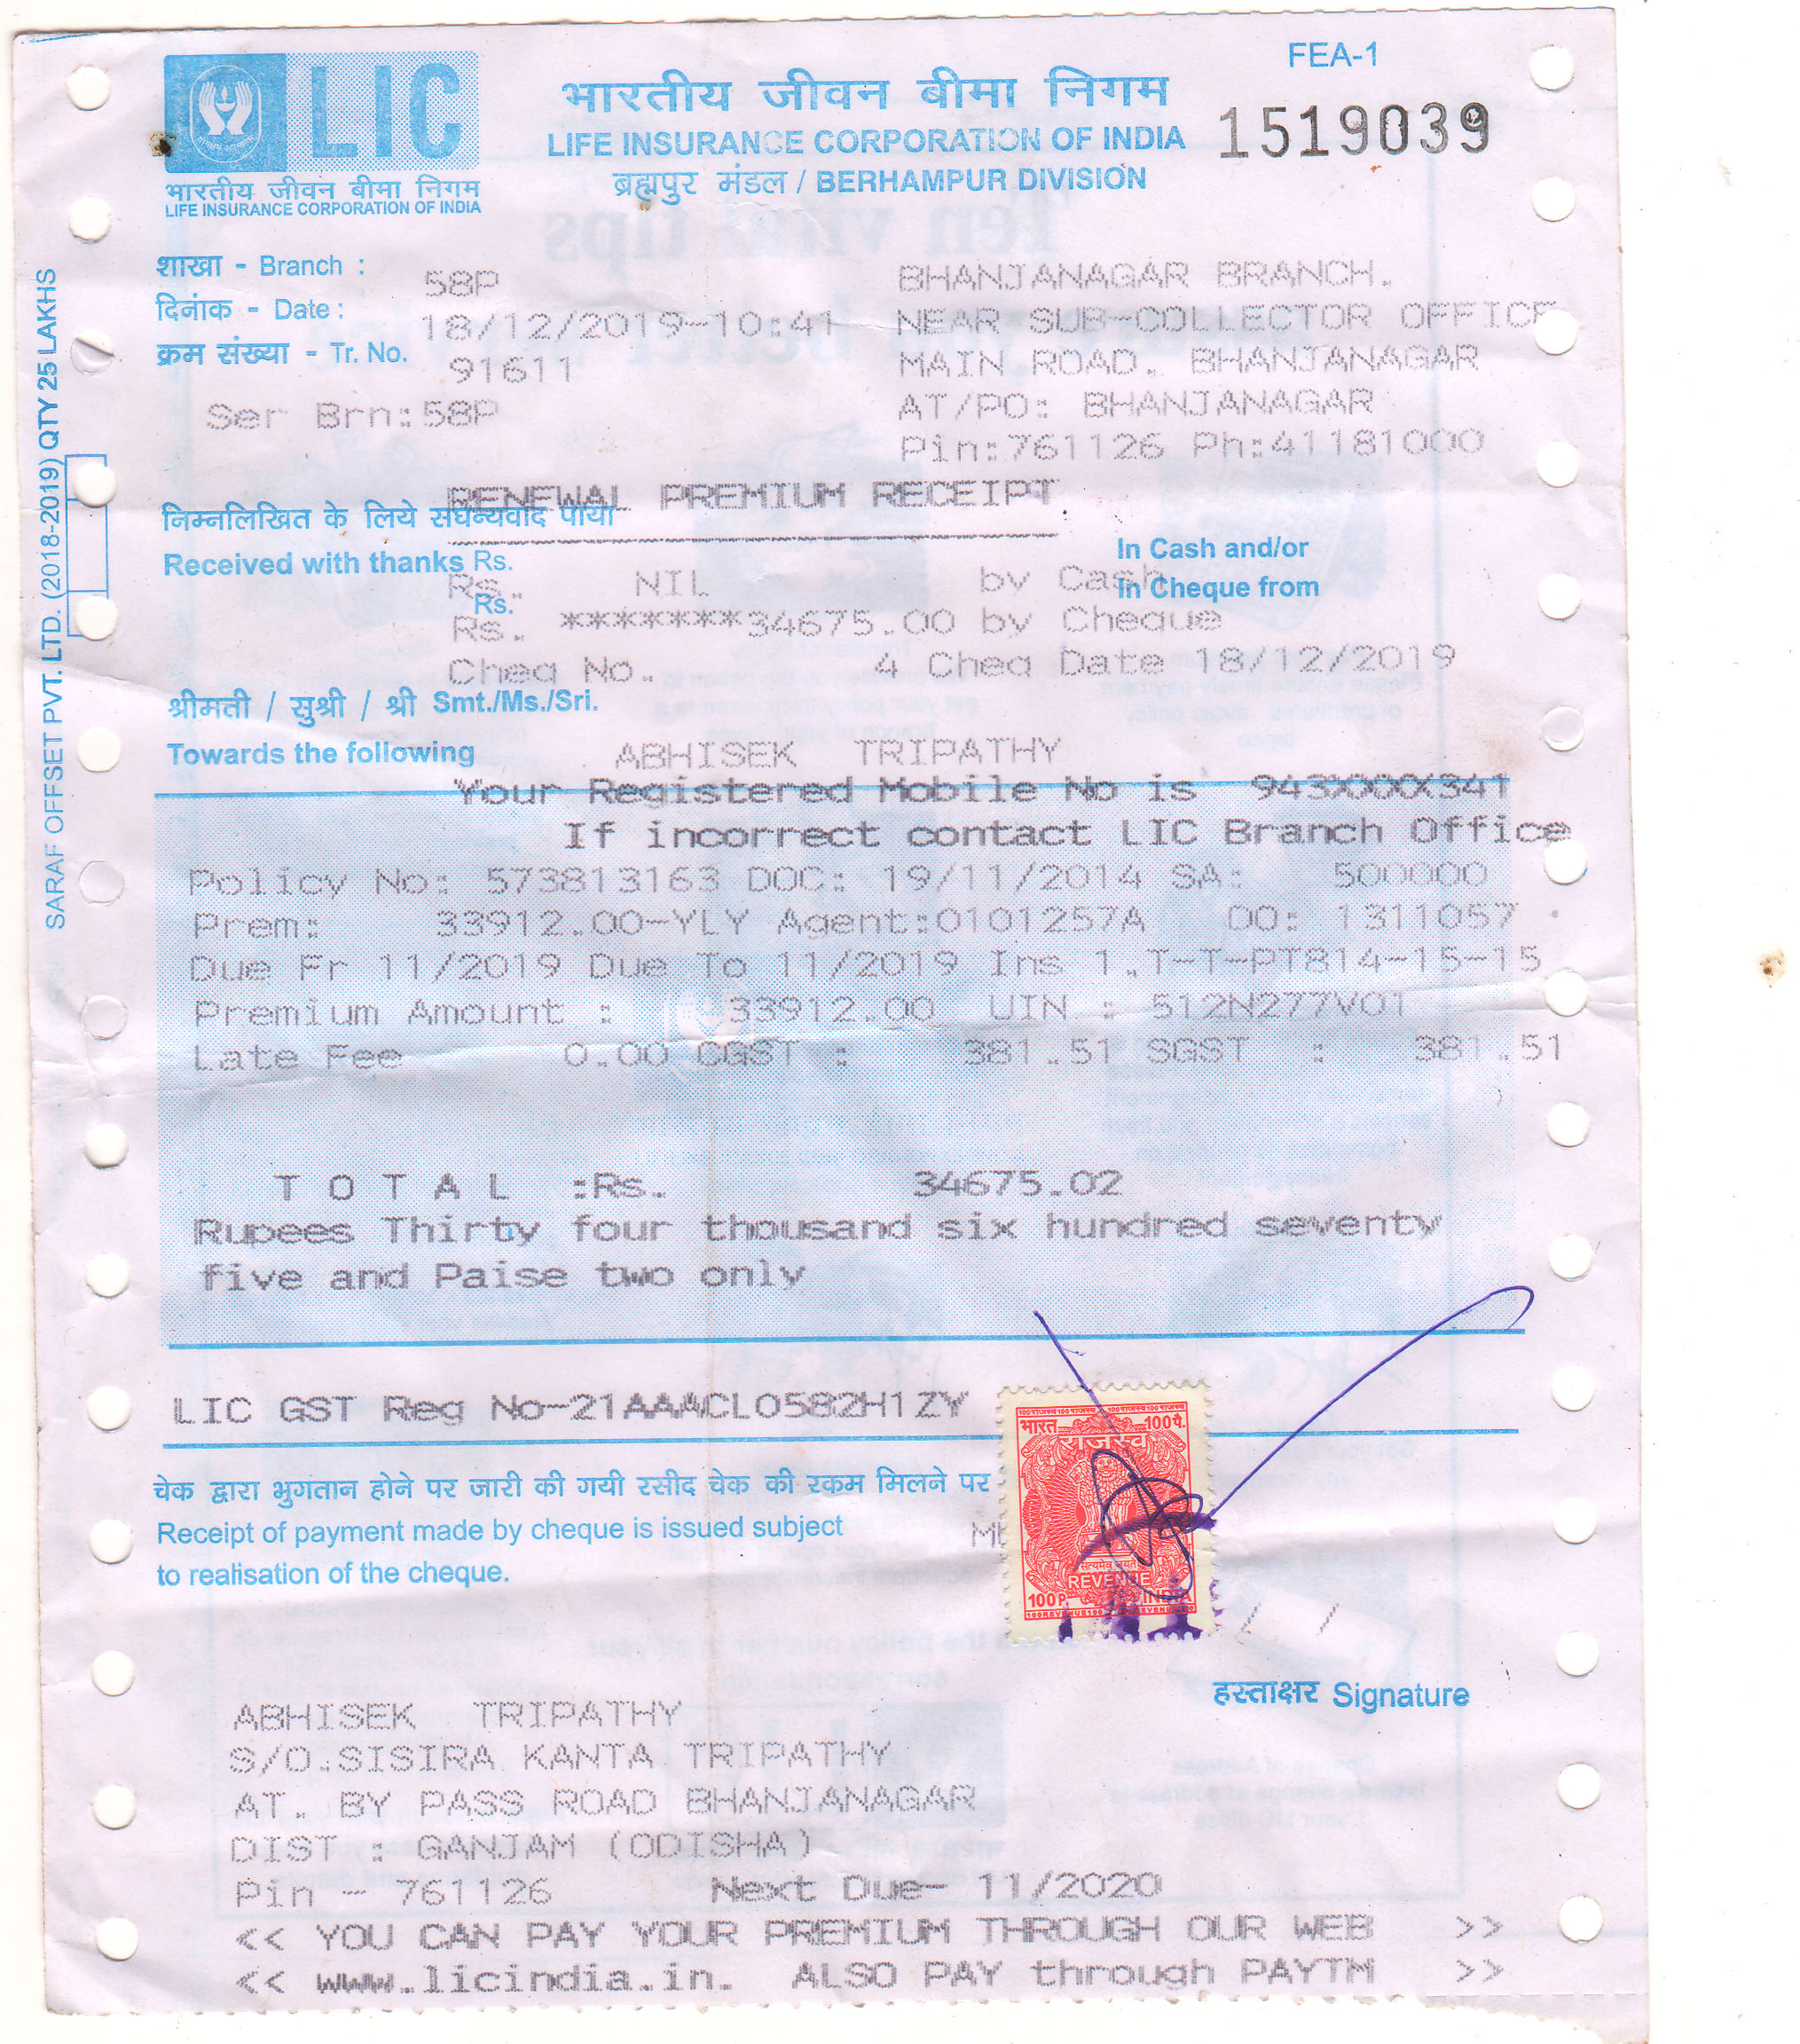 FEA-1
LIC
भारतीय जीवन बीमा निगम
LIFE INSURANCE CORPORATION OF INDIA
भारतीय जीवन बीमा निगम
LIFE INSURANCE CORPORATION OF INDIA
ब्रह्मपुर मंडल / BERHAMPUR DIVISION
1519039
शाखा - Branch : 58P
दिनांक - Date : 18/12/2019-10:41
क्रम संख्या - Tr. No. 91611
Ser Brn:58P
BHANJANAGAR BRANCH.
NEAR SUB-COLLECTOR OFFICE
MAIN ROAD. BHANJANAGAR
AT/PO: BHANJANAGAR
Pin:761126 Ph:41181000
SARAF OFFSET PVT. LTD. (2018-2019) QTY 25 LAKHS
RENEWAL PREMIUM RECEIPT
निम्नलिखित के लिये सधन्यवाद पाया
Received with thanks Rs. In Cash and/or
Rs. NIL by Cash
Rs. In Cheque from
Rs. *******34675.00 by Cheque
Cheq No. 4 Cheq Date 18/12/2019
श्रीमती / सुश्री / श्री Smt./Ms./Sri.
Towards the following ABHISEK TRIPATHY
Your Registered Mobile No is 943XXXX341
If incorrect contact LIC Branch Office
Policy No: 573813163 DOC: 19/11/2014 SA: 500000
Prem: 33912.00-YLY Agent:0101257A DO: 1311057
Due Fr 11/2019 Due To 11/2019 Ins 1.T-T-PT814-15-15
Premium Amount : 33912.00 UIN : 512N277V01
Late Fee 0.00 CGST : 381.51 SGST : 381.51
T O T A L :Rs. 34675.02
Rupees Thirty four thousand six hundred seventy
five and Paise two only
LIC GST Reg No-21AAACL0582H1ZY
भारत 100पै.
राजस्व
REVENUE
100P. INDIA
चेक द्वारा भुगतान होने पर जारी की गयी रसीद चेक की रकम मिलने पर
Receipt of payment made by cheque is issued subject
to realisation of the cheque.
हस्ताक्षर Signature
ABHISEK TRIPATHY
S/O.SISIRA KANTA TRIPATHY
AT. BY PASS ROAD BHANJANAGAR
DIST : GANJAM (ODISHA)
Pin - 761126 Next Due- 11/2020
<< YOU CAN PAY YOUR PREMIUM THROUGH OUR WEB >>
<< www.licindia.in. ALSO PAY through PAYTM >>